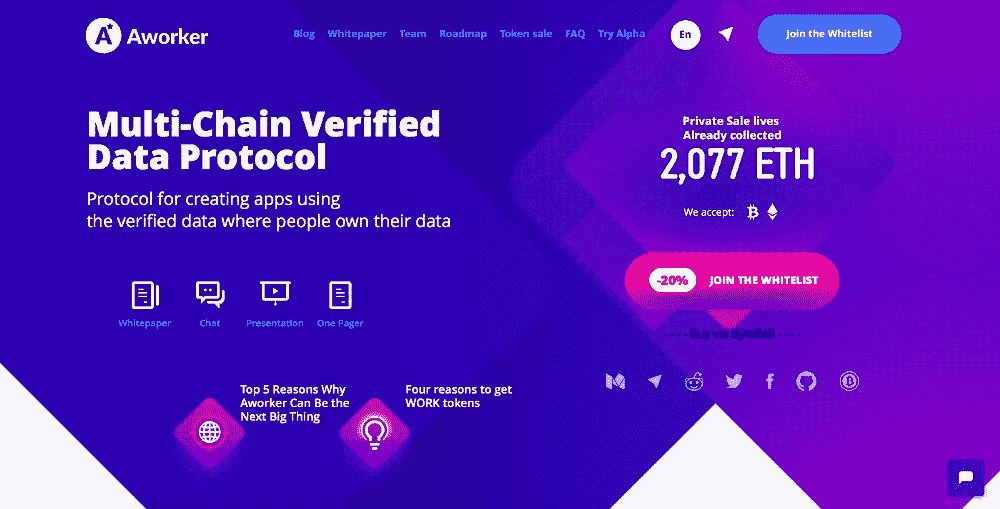 Aworker
Blog Whitepaper Team Roadmap Token sale FAQ Try Alpha
En
Join the Whitelist
Multi-Chain Verified
Data Protocol
Protocol for creating apps using
the verified data where people own their data
Private Sale lives
Already collected
2,077 ETH
We accept:
-20% JOIN THE WHITELIST
Whitepaper Chat Presentation One Pager
Top 5 Reasons Why
Aworker Can Be the
Next Big Thing
Four reasons to get
WORK tokens